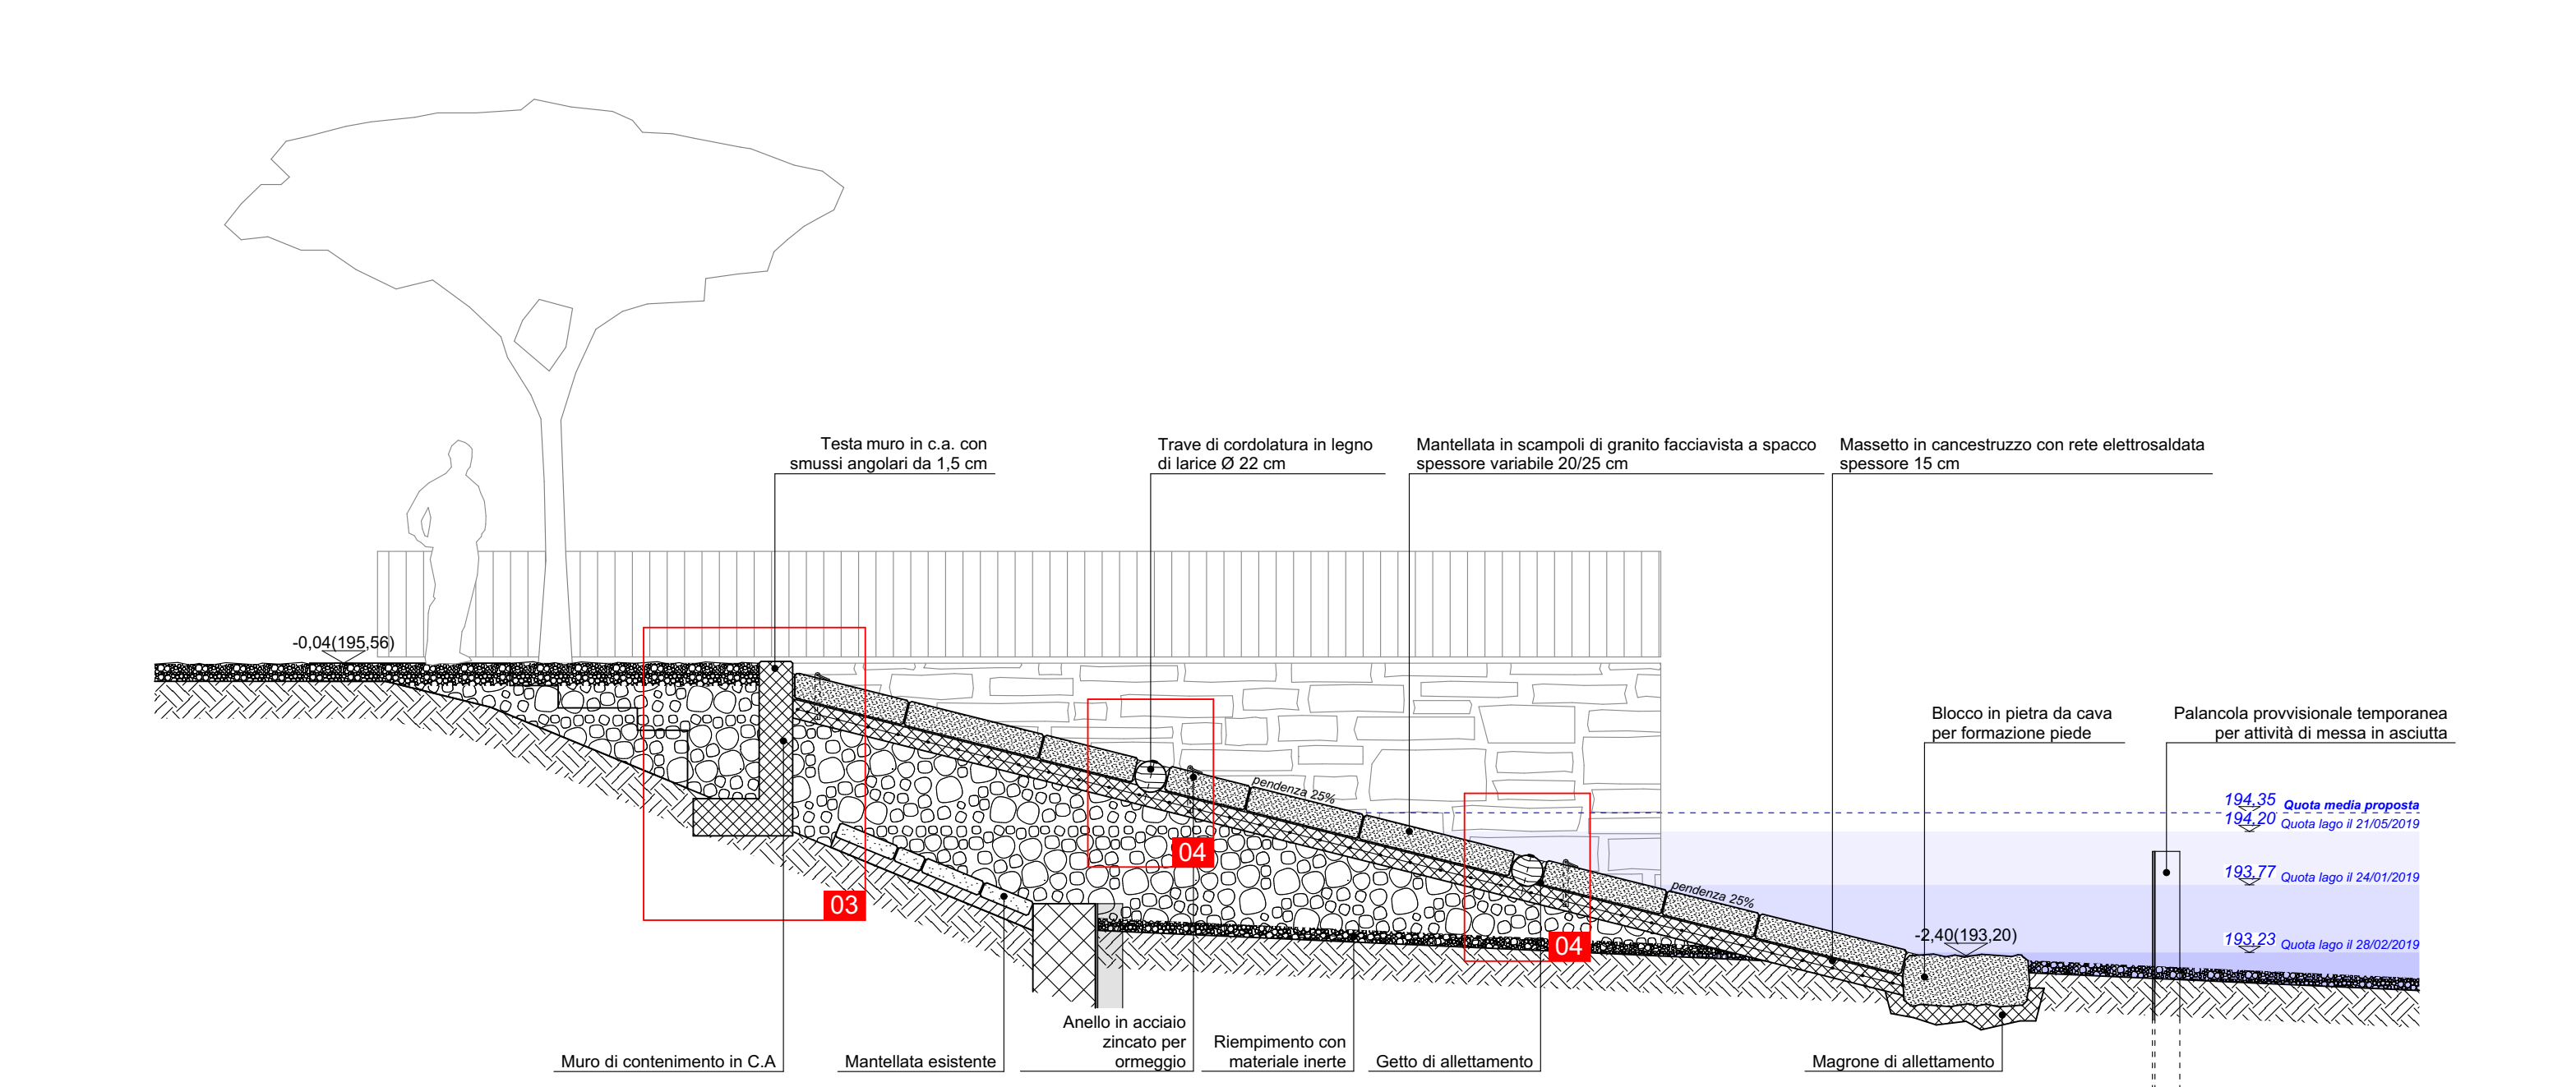 Testa muro in c.a. con
smussi angolari da 1,5 cm
Trave di cordolatura in legno
di larice Ø 22 cm
Mantellata in scampoli di granito facciavista a spacco
spessore variabile 20/25 cm
Massetto in cancestruzzo con rete elettrosaldata
spessore 15 cm
-0,04(195,56)
Blocco in pietra da cava
per formazione piede
Palancola provvisionale temporanea
per attività di messa in asciutta
pendenza 25%
194,35 Quota media proposta
194,20 Quota lago il 21/05/2019
04
193,77 Quota lago il 24/01/2019
pendenza 25%
03
-2,40(193,20)
193,23 Quota lago il 28/02/2019
04
Muro di contenimento in C.A
Mantellata esistente
Anello in acciaio
zincato per
ormeggio
Riempimento con
materiale inerte
Getto di allettamento
Magrone di allettamento